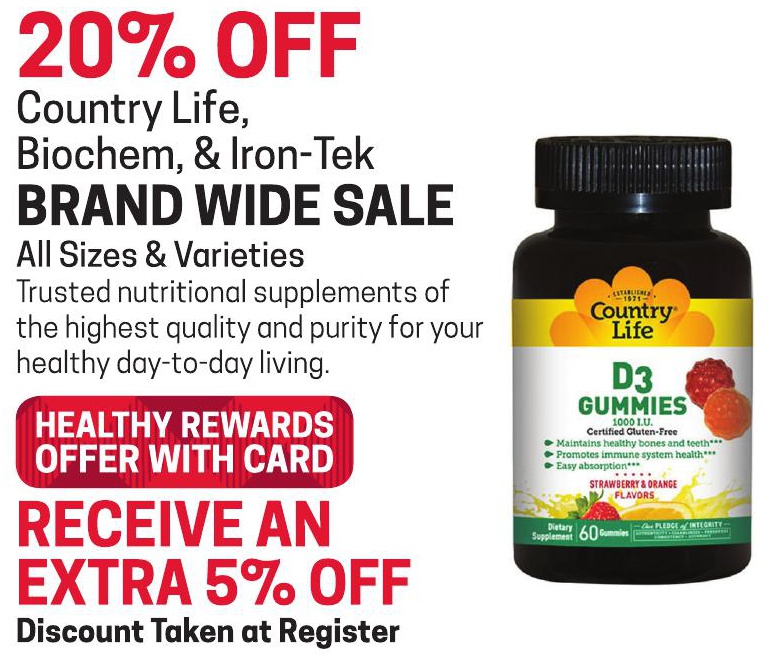 20% OFF
Country Life,
Biochem, & Iron-Tek
BRAND WIDE SALE
All Sizes & Varieties
Trusted nutritional supplements of
the highest quality and purity for your
healthy day-to-day living.
HEALTHY REWARDS
OFFER WITH CARD
RECEIVE AN
EXTRA 5% OFF
Discount Taken at Register
ESTABLISHED
1971
Country®
Life
D3
GUMMIES
1000 I.U.
Certified Gluten-Free
Maintains healthy bones and teeth***
Promotes immune system health***
Easy absorption***
STRAWBERRY & ORANGE
FLAVORS
Dietary
Supplement
60 Gummies
Our PLEDGE of INTEGRITY